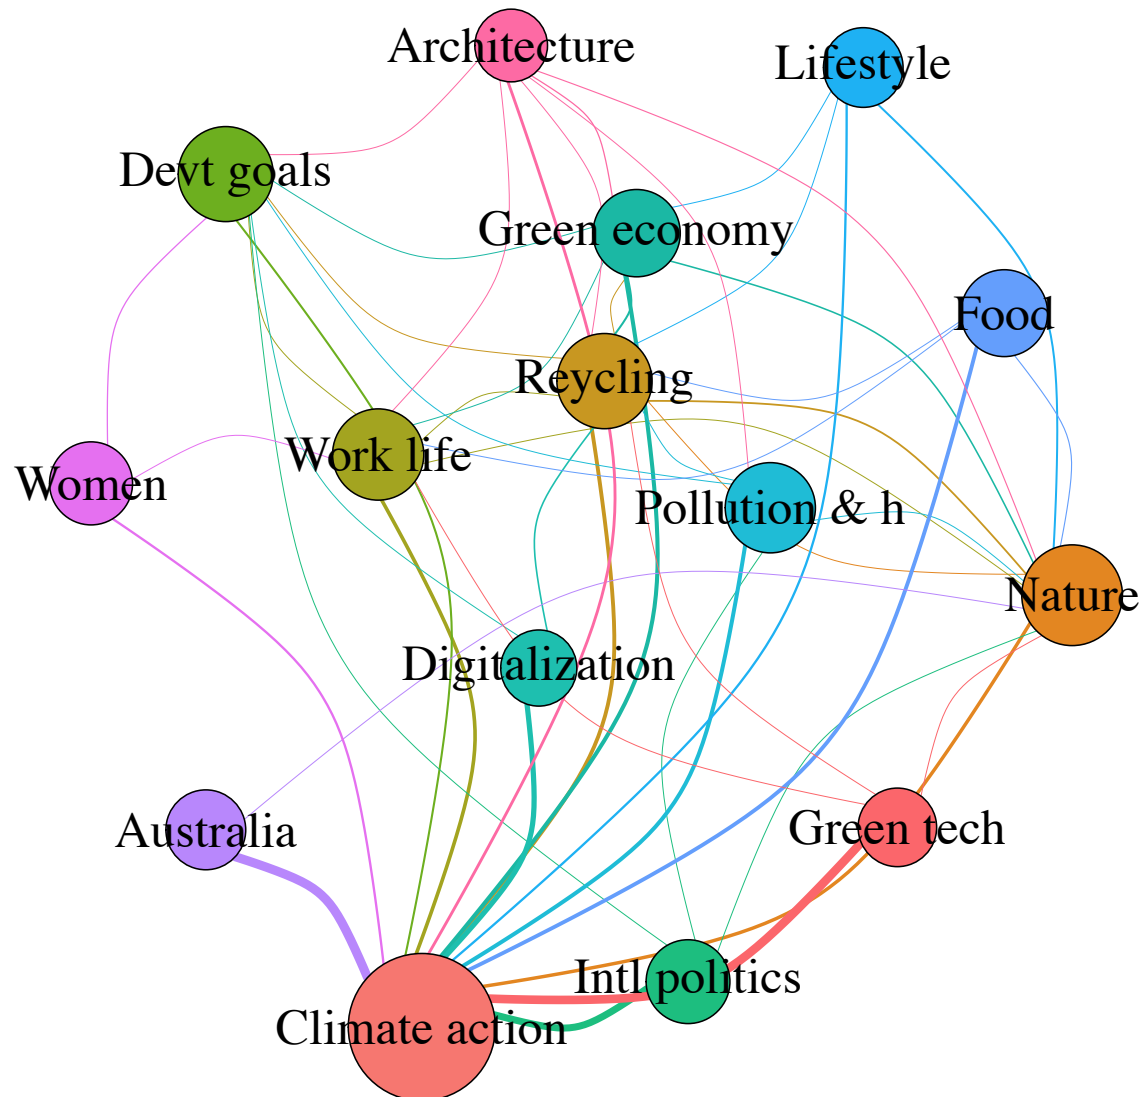 Architecture
Lifestyle
Devt goals
Green economy
Food
Reycling
Work life
Women
Pollution & h
Nature
Digitalization
Australia
Green tech
Intl politics
Climate action